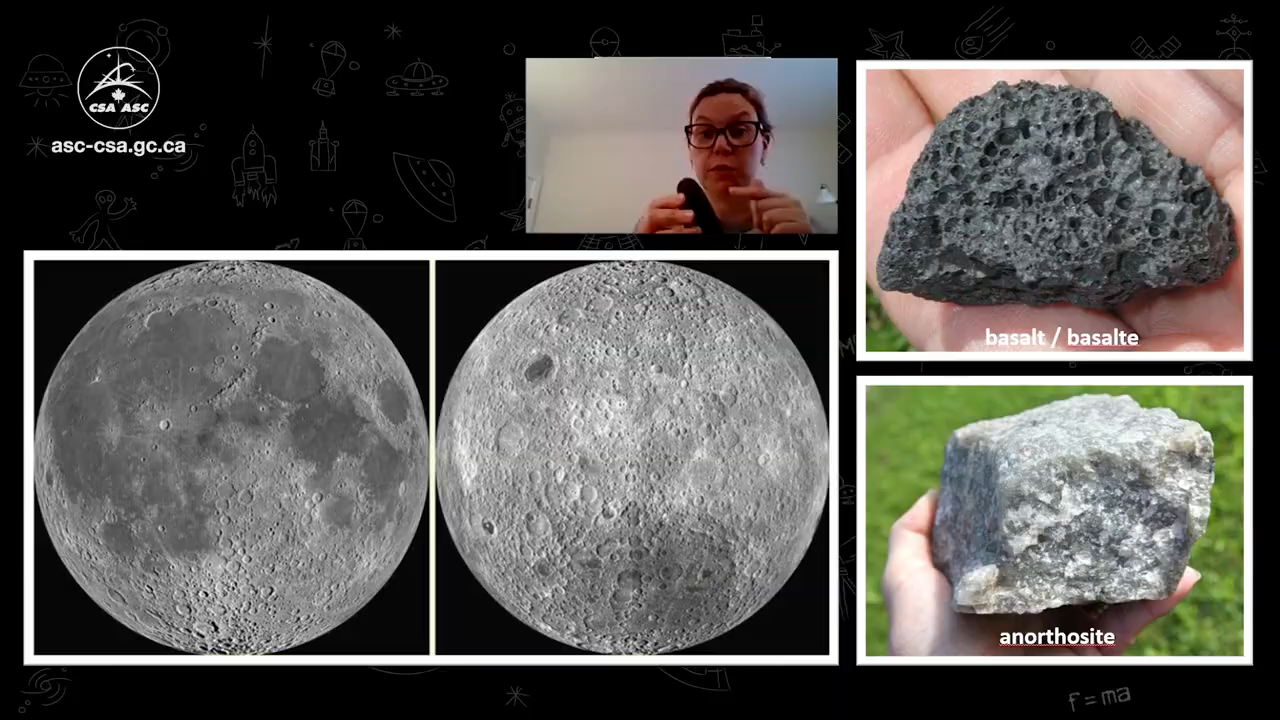 CSA ASC
asc-csa.gc.ca
basalt / basalte
anorthosite
f=ma